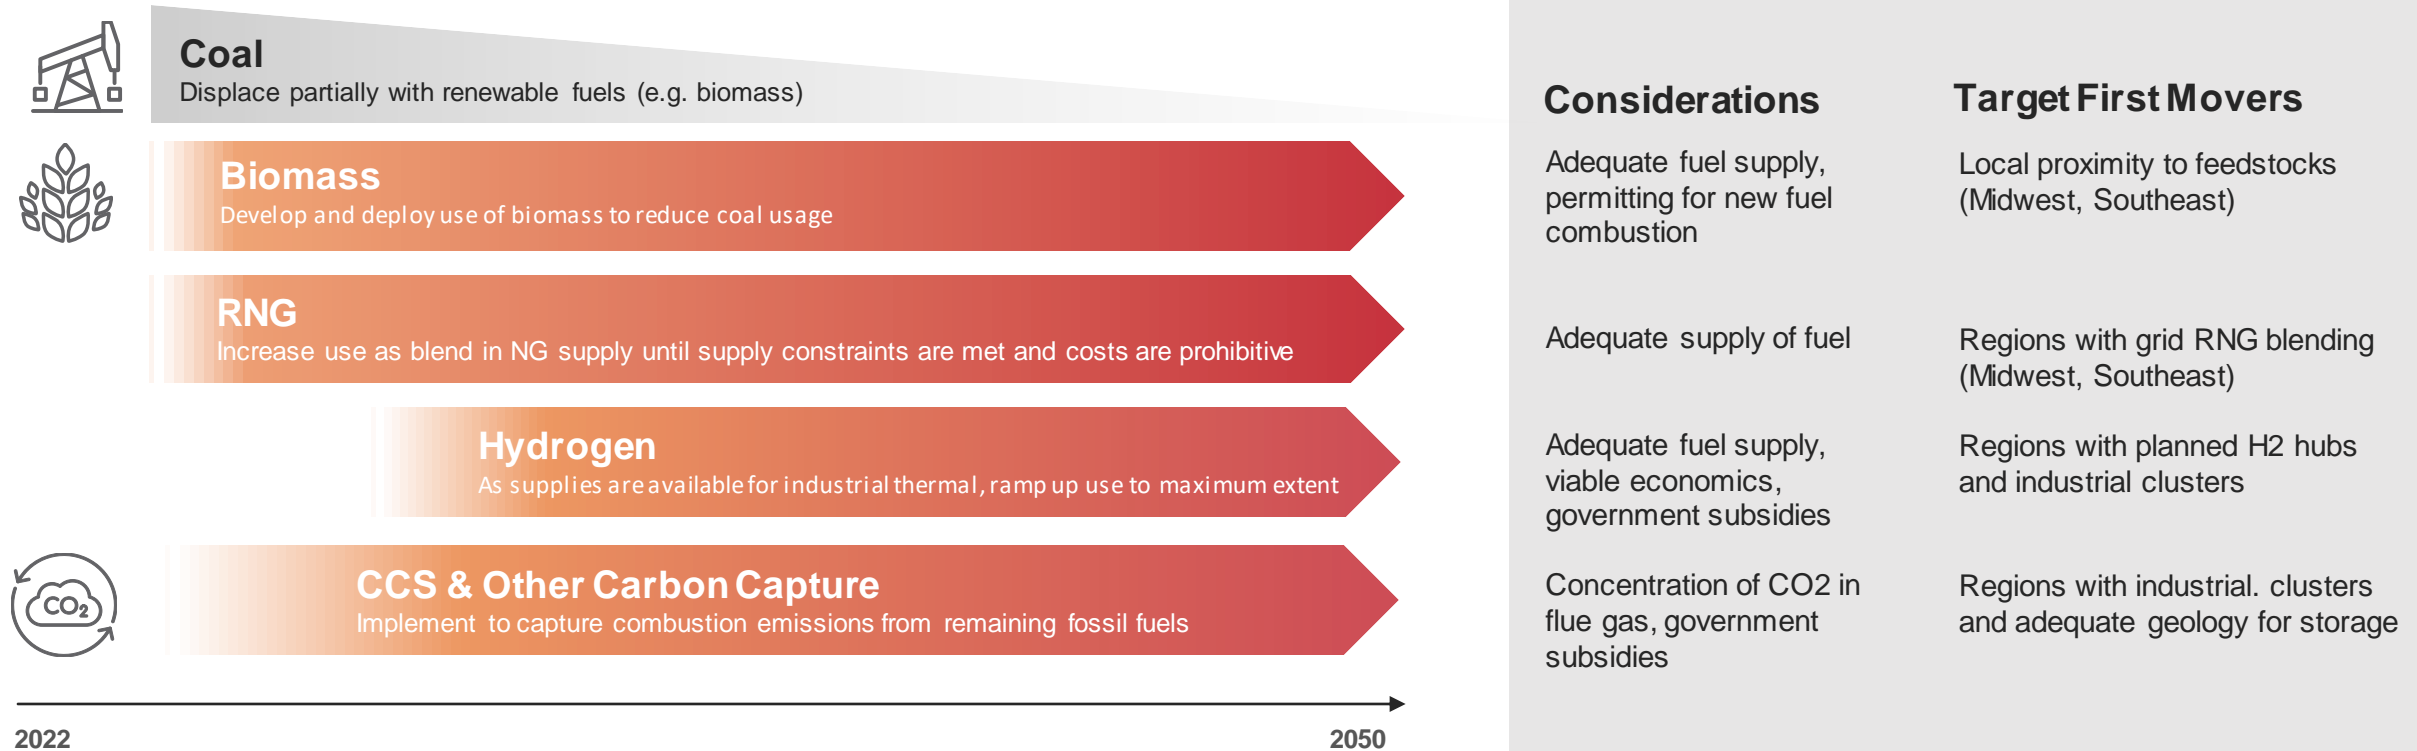 Coal
Displace partially with renewable fuels (e.g. biomass)
Biomass
Develop and deploy use of biomass to reduce coal usage
RNG
Increase use as blend in NG supply until supply constraints are met and costs are prohibitive
Hydrogen
As supplies are available for industrial thermal, ramp up use to maximum extent
CO2
CCS & Other Carbon Capture
Implement to capture combustion emissions from remaining fossil fuels
2022
2050
Considerations
Target First Movers
Adequate fuel supply,
permitting for new fuel
combustion
Local proximity to feedstocks
(Midwest, Southeast)
Adequate supply of fuel
Regions with grid RNG blending
(Midwest, Southeast)
Adequate fuel supply,
viable economics,
government subsidies
Regions with planned H2 hubs
and industrial clusters
Concentration of CO2 in
flue gas, government
subsidies
Regions with industrial. clusters
and adequate geology for storage